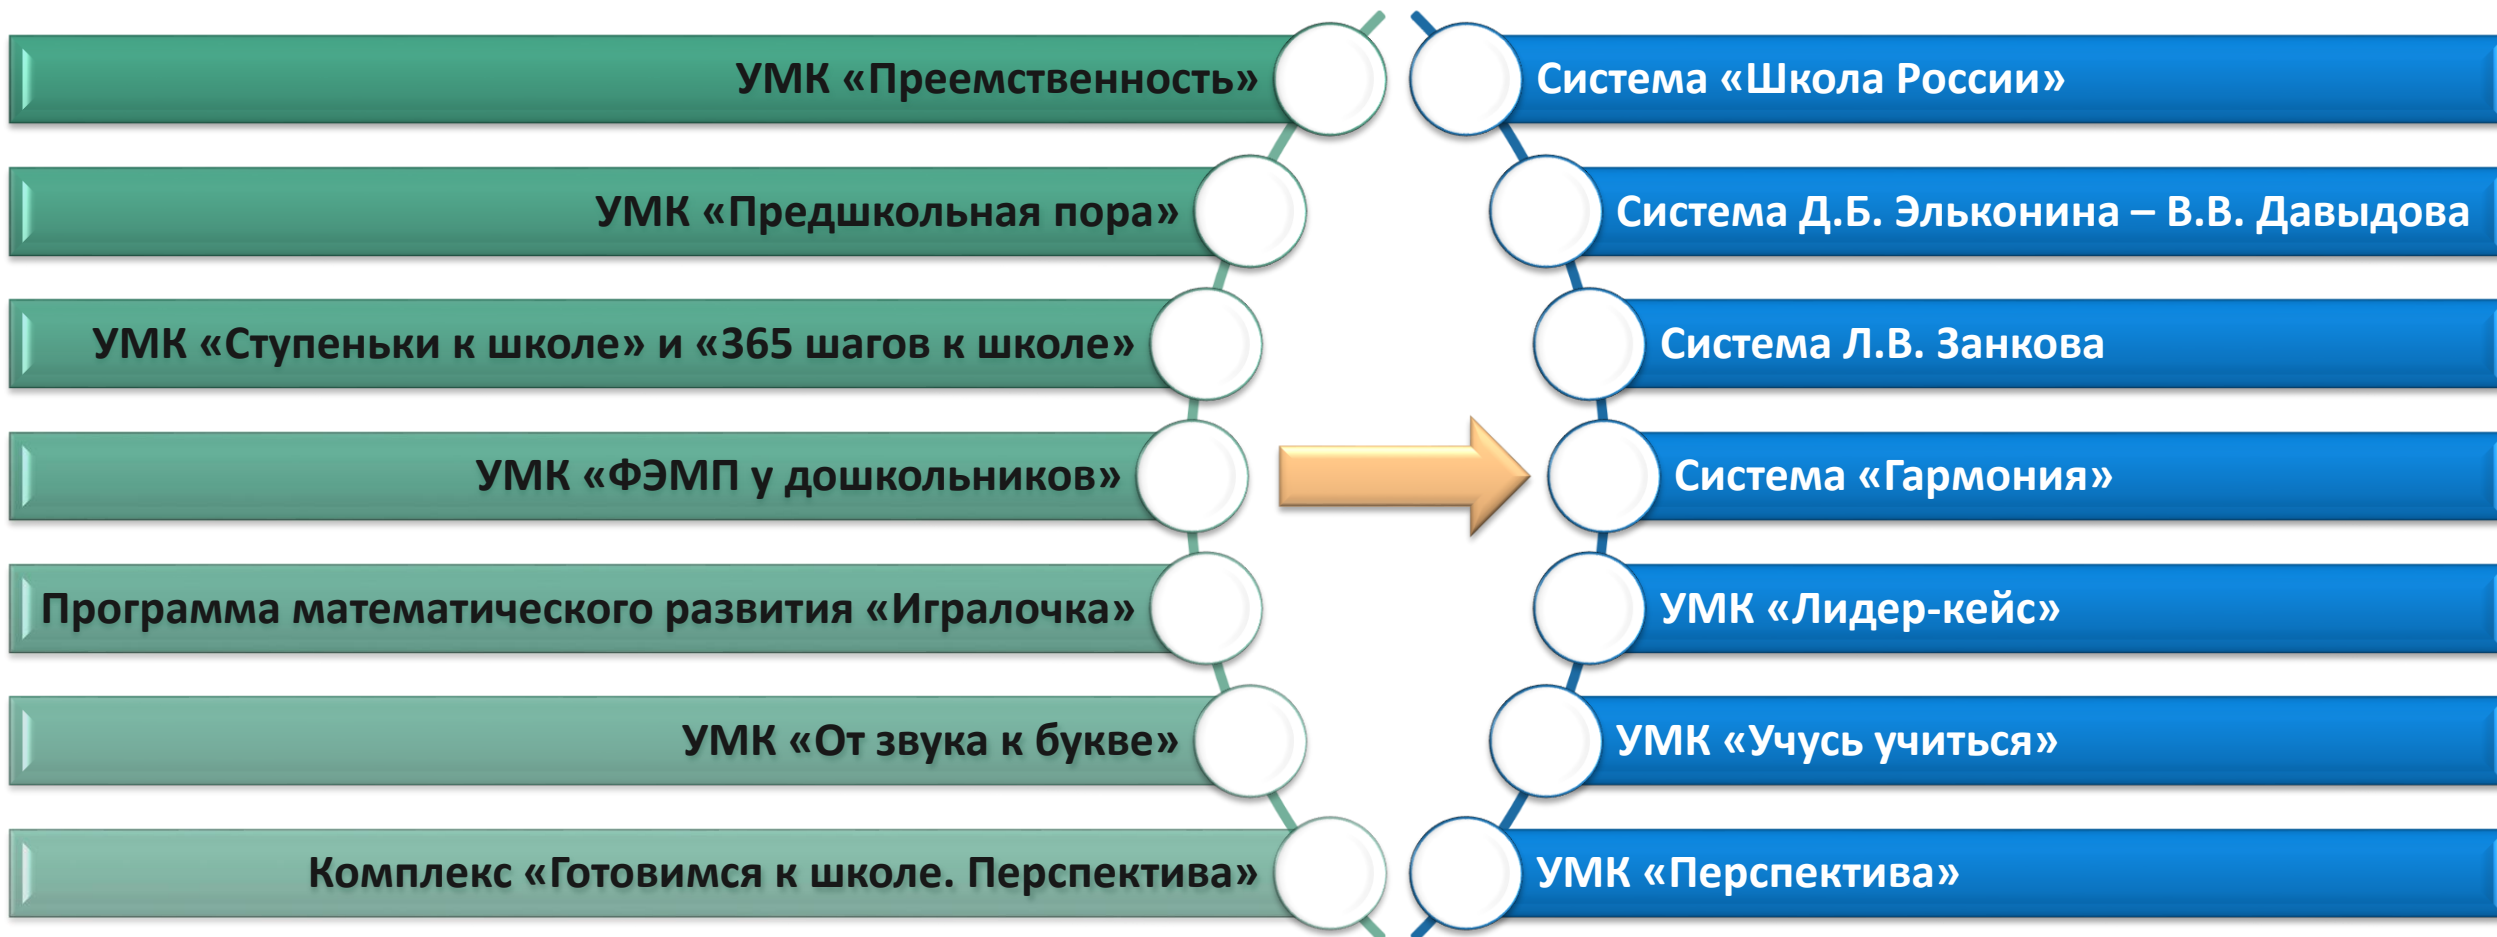 УМК «Преемственность»
Система «Школа России»
УМК «Предшкольная пора»
Система Д.Б. Эльконина – В.В. Давыдова
УМК «Ступеньки к школе» и «365 шагов к школе»
Система Л.В. Занкова
УМК «ФЭМП у дошкольников»
Система «Гармония»
Программа математического развития «Игралочка»
УМК «Лидер-кейс»
УМК «От звука к букве»
УМК «Учусь учиться»
Комплекс «Готовимся к школе. Перспектива»
УМК «Перспектива»